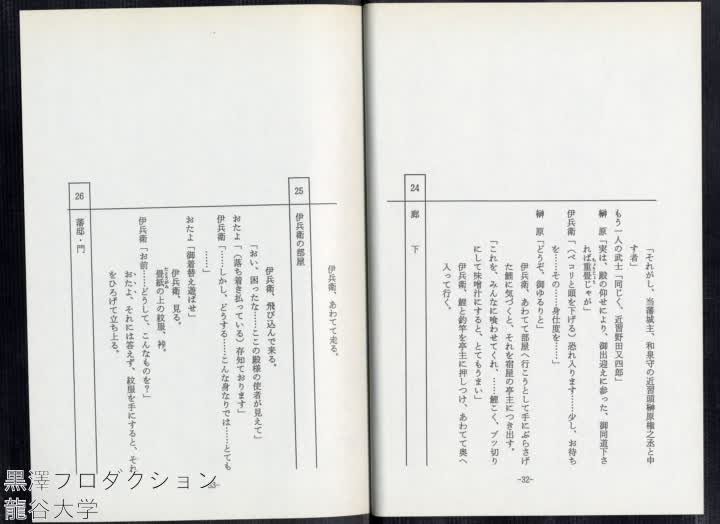 「それがし、当藩城主、和泉守の近習頭榊原権之丞と中
す者」
もう一人の武士「同じく、近習野田又四郎」
榊　原「実は、殿の仰せにより、御出迎えに参った、御同道下さ
れば重畳じゃが」
伊兵衛「（ペコリと頭を下げる）恐れ入ります……少し、お待ち
を……その……身仕度を……」
榊　原「どうぞ、御ゆるりと」
伊兵衛、あわてて部屋へ行こうとして手にぶらさげ
た鯉に気づくと、それを宿屋の亭主につき出す。
「これを、みんなに喰わせてくれ、……鯉こく、ブツ切り
にして味噌汁にすると、とてもうまい」
伊兵衛、鯉と釣竿を亭主に押しつけ、あわてて奥へ
入って行く。
24　廊　下
-32-
伊兵衛、あわてて走る。
25　伊兵衛の部屋
伊兵衛、飛び込んで来る。
「おい、困ったな……ここの殿様の使者が見えて」
おたよ「（落ち着き払っている）存知ております」
伊兵衛「……しかし、どうする……こんな身なりでは……とても
……」
おたよ「御着替え遊ばせ」
伊兵衛、見る。
畳紙の上の紋服、裃。
伊兵衛「お前……どうして、こんなものを？」
おたよ、それには答えず、紋服を手にすると、それ
をひろげて立ち上る。
26　藩邸・門
黒澤プロダクション
龍谷大学